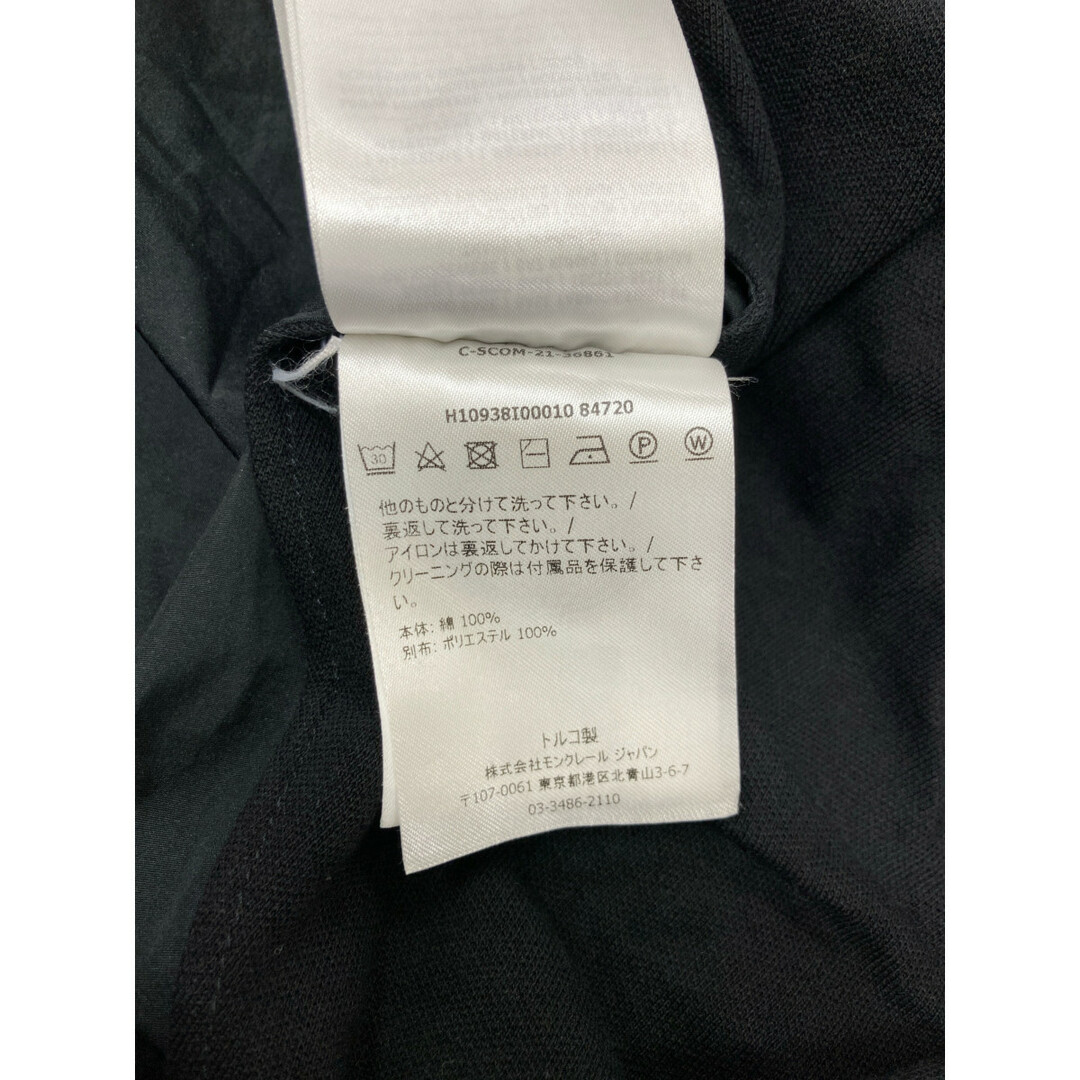 C-SCOM-21-36861
H10938I00010 84720
30
P
W
他のものと分けて洗って下さい。/
裏返して洗って下さい。/
アイロンは裏返してかけて下さい。/
クリーニングの際は付属品を保護して下さ
い。
本体: 綿 100%
別布: ポリエステル 100%
トルコ製
株式会社モンクレール ジャパン
〒107-0061 東京都港区北青山3-6-7
03-3486-2110